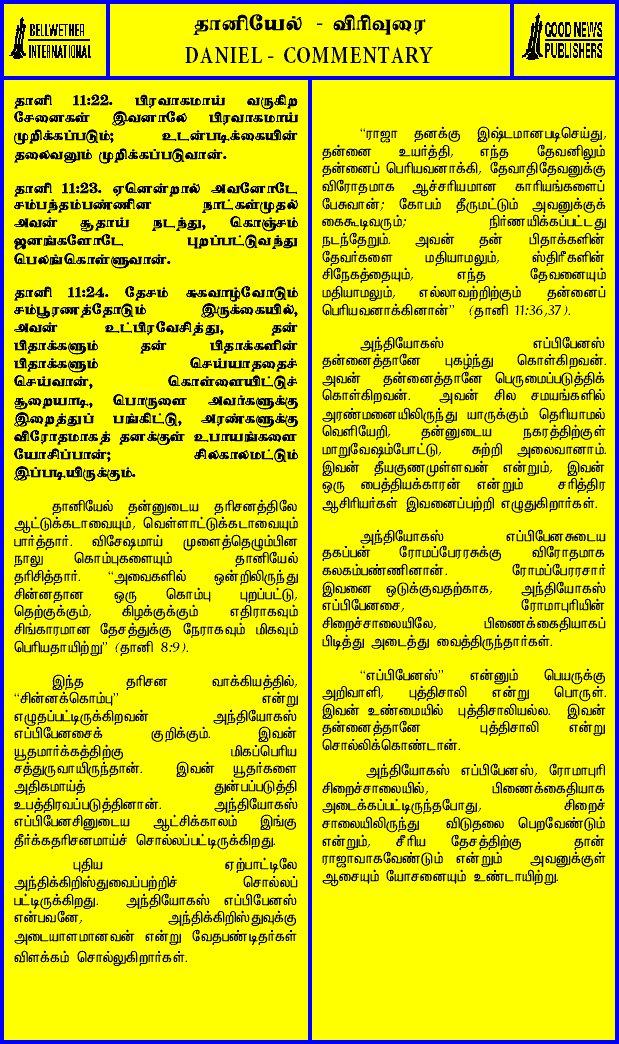 BELLWETHER
INTERNATIONAL
தானியேல் - விரிவுரை
DANIEL - COMMENTARY
GOOD NEWS
PUBLISHERS
தானி 11:22. பிரவாகமாய் வருகிற
சேனைகள் இவனாலே பிரவாகமாய்
முறிக்கப்படும்; உடன்படிக்கையின்
தலைவனும் முறிக்கப்படுவான்.
தானி 11:23. ஏனென்றால் அவனோடே
சம்பந்தம்பண்ணின நாட்கள்முதல்
அவன் சூதாய் நடந்து, கொஞ்சம்
ஜனங்களோடே புறப்பட்டுவந்து
பெலங்கொள்ளுவான்.
தானி 11:24. தேசம் சுகவாழ்வோடும்
சம்பூரணத்தோடும் இருக்கையில்,
அவன் உட்பிரவேசித்து, தன்
பிதாக்களும் தன் பிதாக்களின்
பிதாக்களும் செய்யாததைச்
செய்வான், கொள்ளையிட்டுச்
சூறையாடி, பொருளை அவர்களுக்கு
இறைத்துப் பங்கிட்டு, அரண்களுக்கு
விரோதமாகத் தனக்குள் உபாயங்களை
யோசிப்பான்; சிலகாலமட்டும்
இப்படியிருக்கும்.
தானியேல் தன்னுடைய தரிசனத்திலே
ஆட்டுக்கடாவையும், வெள்ளாட்டுக்கடாவையும்
பார்த்தார். விசேஷமாய் முளைத்தெழும்பின
நாலு கொம்புகளையும் தானியேல்
தரிசித்தார். “அவைகளில் ஒன்றிலிருந்து
சின்னதான ஒரு கொம்பு புறப்பட்டு,
தெற்குக்கும், கிழக்குக்கும் எதிராகவும்
சிங்காரமான தேசத்துக்கு நேராகவும் மிகவும்
பெரியதாயிற்று” (தானி 8:9).
இந்த தரிசன வாக்கியத்தில்,
“சின்னக்கொம்பு” என்று
எழுதப்பட்டிருக்கிறவன் அந்தியோகஸ்
எப்பிபேனசைக் குறிக்கும். இவன்
யூதமார்க்கத்திற்கு மிகப்பெரிய
சத்துருவாயிருந்தான். இவன் யூதர்களை
அதிகமாய்த் துன்பப்படுத்தி
உபத்திரவப்படுத்தினான். அந்தியோகஸ்
எப்பிபேனசினுடைய ஆட்சிக்காலம் இங்கு
தீர்க்கதரிசனமாய்ச் சொல்லப்பட்டிருக்கிறது.
புதிய ஏற்பாட்டிலே
அந்திக்கிறிஸ்துவைப்பற்றிச் சொல்லப்
பட்டிருக்கிறது. அந்தியோகஸ் எப்பிபேனஸ்
என்பவனே, அந்திக்கிறிஸ்துவுக்கு
அடையாளமானவன் என்று வேதபண்டிதர்கள்
விளக்கம் சொல்லுகிறார்கள்.
“ராஜா தனக்கு இஷ்டமானபடிசெய்து,
தன்னை உயர்த்தி, எந்த தேவனிலும்
தன்னைப் பெரியவனாக்கி, தேவாதிதேவனுக்கு
விரோதமாக ஆச்சரியமான காரியங்களைப்
பேசுவான்; கோபம் தீருமட்டும் அவனுக்குக்
கைகூடிவரும்; நிர்ணயிக்கப்பட்டது
நடந்தேறும். அவன் தன் பிதாக்களின்
தேவர்களை மதியாமலும், ஸ்திரீகளின்
சிநேகத்தையும், எந்த தேவனையும்
மதியாமலும், எல்லாவற்றிற்கும் தன்னைப்
பெரியவனாக்கினான்” (தானி 11:36,37).
அந்தியோகஸ் எப்பிபேனஸ்
தன்னைத்தானே புகழ்ந்து கொள்கிறவன்.
அவன் தன்னைத்தானே பெருமைப்படுத்திக்
கொள்கிறவன். அவன் சில சமயங்களில்
அரண்மனையிலிருந்து யாருக்கும் தெரியாமல்
வெளியேறி, தன்னுடைய நகரத்திற்குள்
மாறுவேஷம்போட்டு, சுற்றி அலைவானாம்.
இவன் தீயகுணமுள்ளவன் என்றும், இவன்
ஒரு பைத்தியக்காரன் என்றும் சரித்திர
ஆசிரியர்கள் இவனைப்பற்றி எழுதுகிறார்கள்.
அந்தியோகஸ் எப்பிபேனசுடைய
தகப்பன் ரோமப்பேரரசுக்கு விரோதமாக
கலகம்பண்ணினான். ரோமப்பேரரசார்
இவனை ஒடுக்குவதற்காக, அந்தியோகஸ்
எப்பிபேனசை, ரோமாபுரியின்
சிறைச்சாலையிலே, பிணைக்கைதியாகப்
பிடித்து அடைத்து வைத்திருந்தார்கள்.
“எப்பிபேனஸ்” என்னும் பெயருக்கு
அறிவாளி, புத்திசாலி என்று பொருள்.
இவன் உண்மையில் புத்திசாலியல்ல. இவன்
தன்னைத்தானே புத்திசாலி என்று
சொல்லிக்கொண்டான்.
அந்தியோகஸ் எப்பிபேனஸ், ரோமாபுரி
சிறைச்சாலையில், பிணைக்கைதியாக
அடைக்கப்பட்டிருந்தபோது, சிறைச்
சாலையிலிருந்து விடுதலை பெறவேண்டும்
என்றும், சீரிய தேசத்திற்கு தான்
ராஜாவாகவேண்டும் என்றும் அவனுக்குள்
ஆசையும் யோசனையும் உண்டாயிற்று.